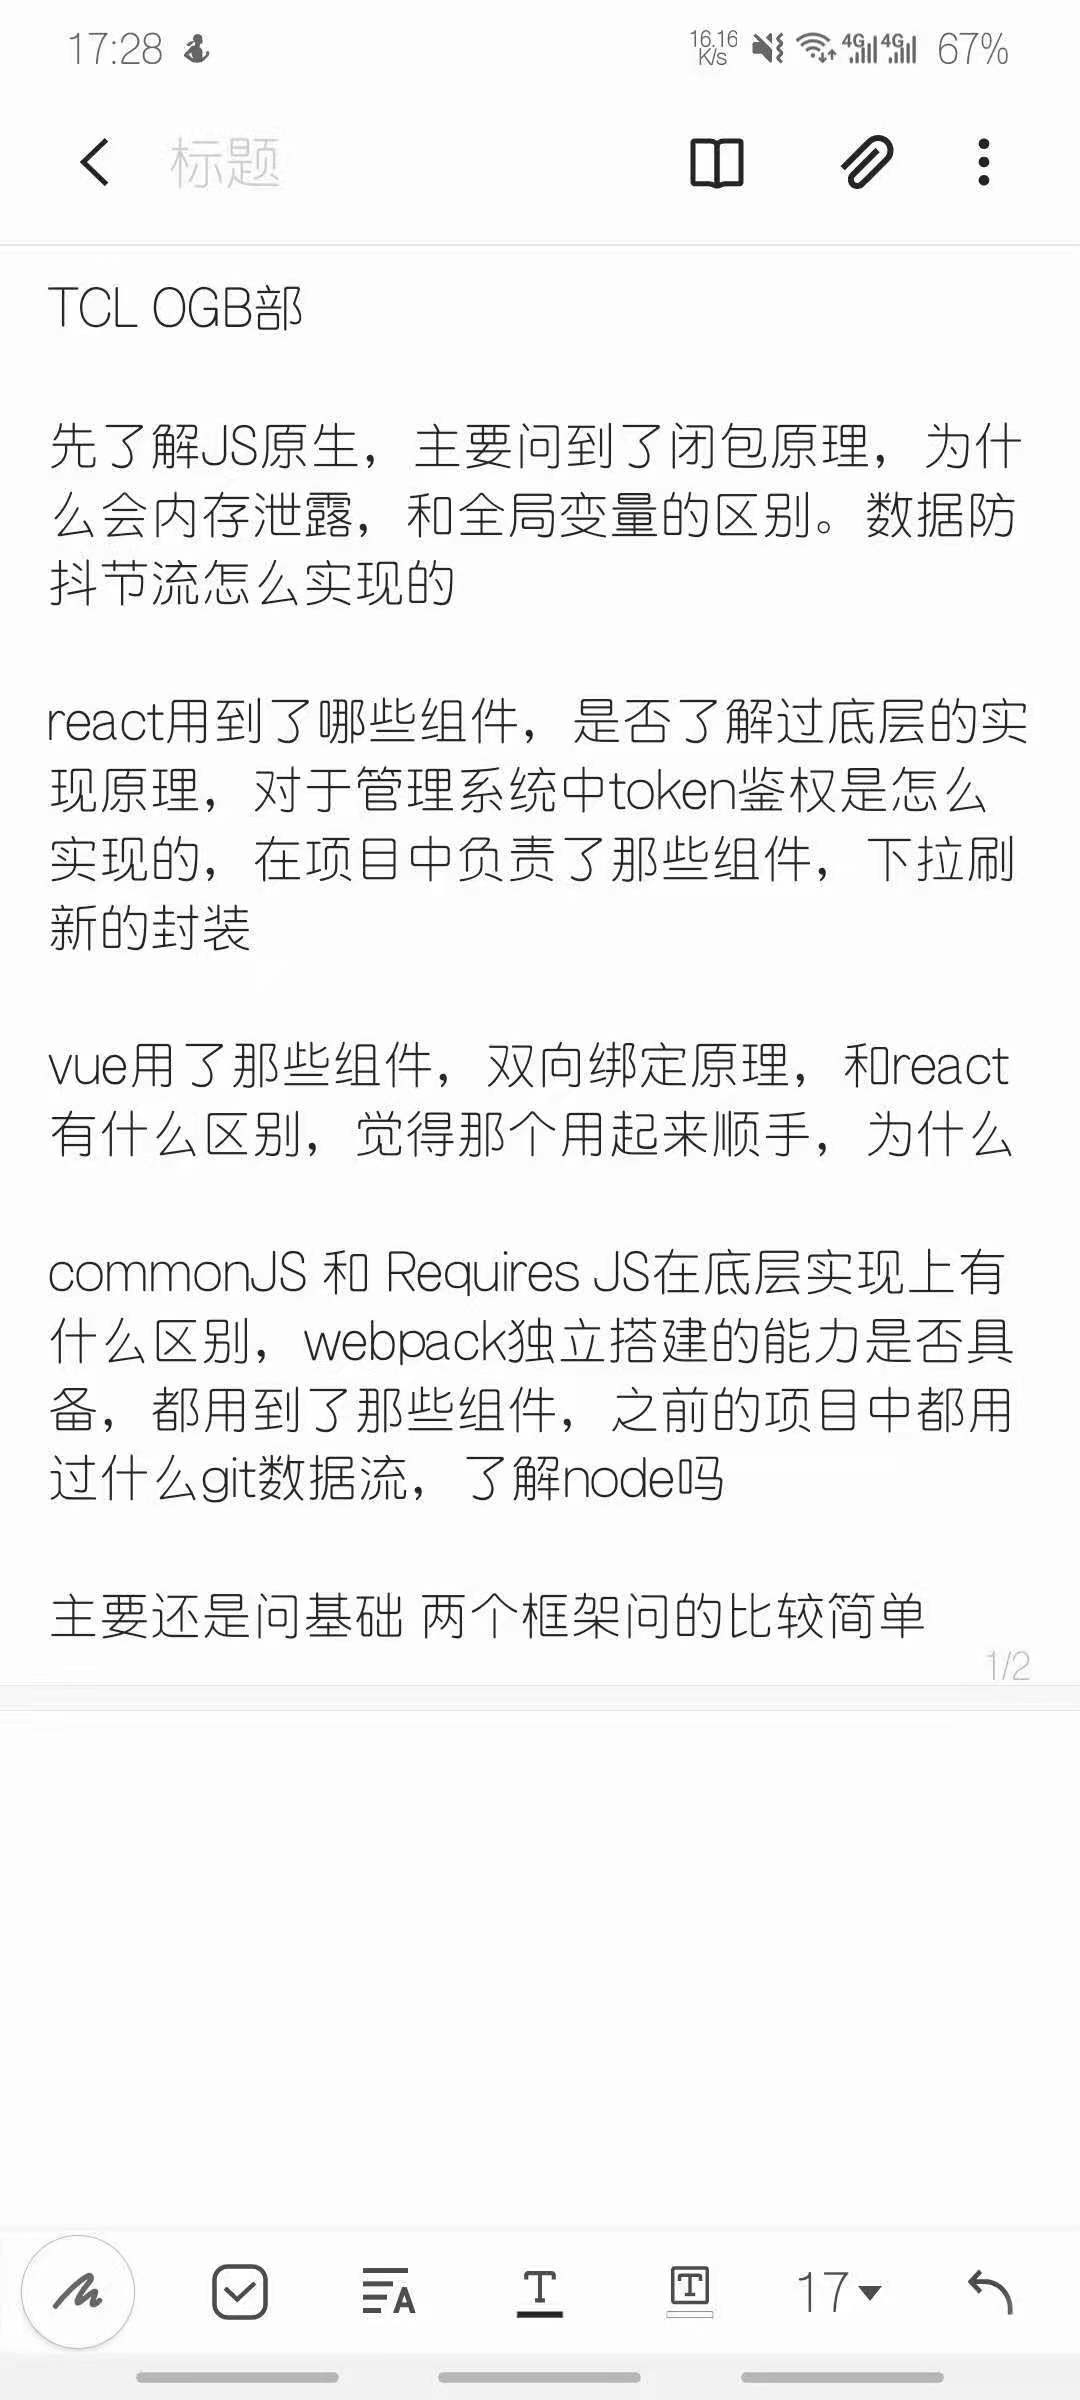 17:28
16.16 K/s 4G 4G 67%
标题
TCL OGB部
先了解JS原生，主要问到了闭包原理，为什
么会内存泄露，和全局变量的区别。数据防
抖节流怎么实现的
react用到了哪些组件，是否了解过底层的实
现原理，对于管理系统中token鉴权是怎么
实现的，在项目中负责了那些组件，下拉刷
新的封装
vue用了那些组件，双向绑定原理，和react
有什么区别，觉得那个用起来顺手，为什么
commonJS 和 Requires JS在底层实现上有
什么区别，webpack独立搭建的能力是否具
备，都用到了那些组件，之前的项目中都用
过什么git数据流，了解node吗
主要还是问基础 两个框架问的比较简单
1/2
17